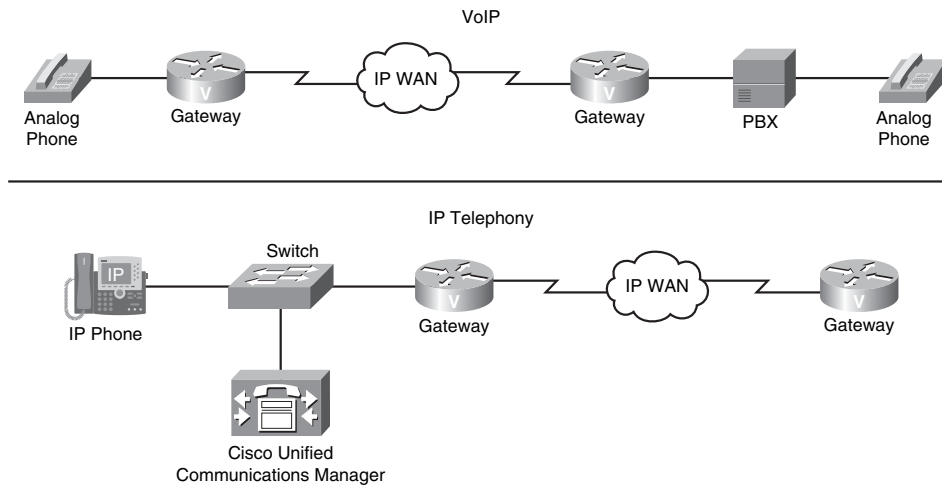 VoIP
IP WAN
V
V
Analog
Phone
Gateway
Gateway
PBX
Analog
Phone
IP Telephony
Switch
IP
IP WAN
V
V
IP Phone
Gateway
Gateway
Cisco Unified
Communications Manager